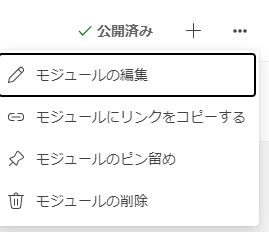 公開済み
モジュールの編集
モジュールにリンクをコピーする
モジュールのピン留め
モジュールの削除